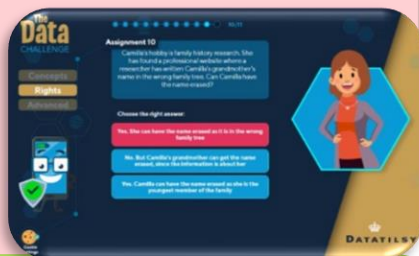 The
Data
CHALLENGE
10/12
Concepts
Rights
Advanced
Assignment 10
Camilla's hobby is family history research. She
has found a professional website where a
researcher has written Camilla's grandmother's
name in the wrong family tree. Can Camilla have
the name erased?
Choose the right answer:
Yes, She can have the name erased as it is in the wrong
family tree
No. But Camilla's grandmother can get the name
erased, since the information is about her
Yes. Camilla can have the name erased as she is the
youngest member of the family
DATATILSY